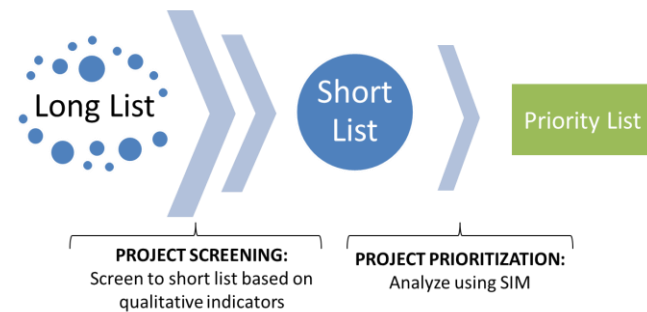 Long List
Short
List
Priority List
PROJECT SCREENING:
Screen to short list based on
qualitative indicators
PROJECT PRIORITIZATION:
Analyze using SIM